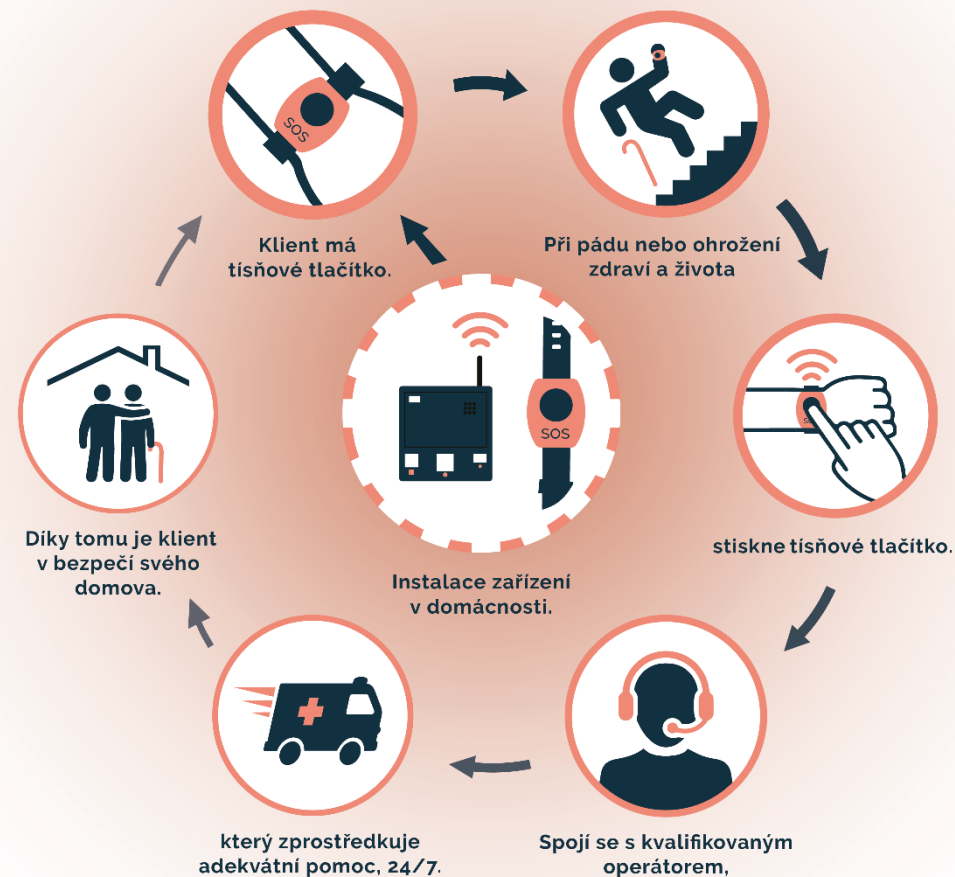 SOS
Klient má
tísňové tlačítko.
Při pádu nebo ohrožení
zdraví a života
stiskne tísňové tlačítko.
Spojí se s kvalifikovaným
operátorem,
který zprostředkuje
adekvátní pomoc, 24/7.
Díky tomu je klient
v bezpečí svého
domova.
SOS
Instalace zařízení
v domácnosti.